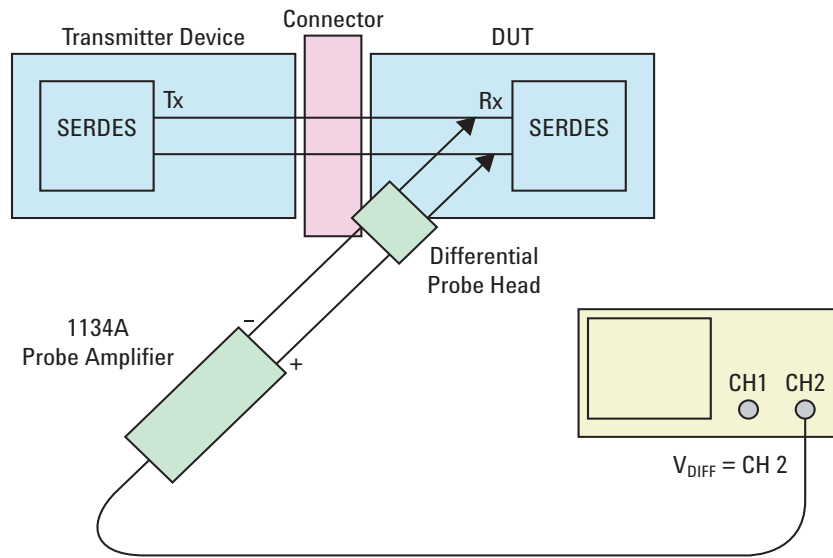 Connector
Transmitter Device
DUT
Tx
Rx
SERDES
SERDES
Differential
Probe Head
1134A
Probe Amplifier
–
+
CH1
CH2
V_DIFF = CH 2